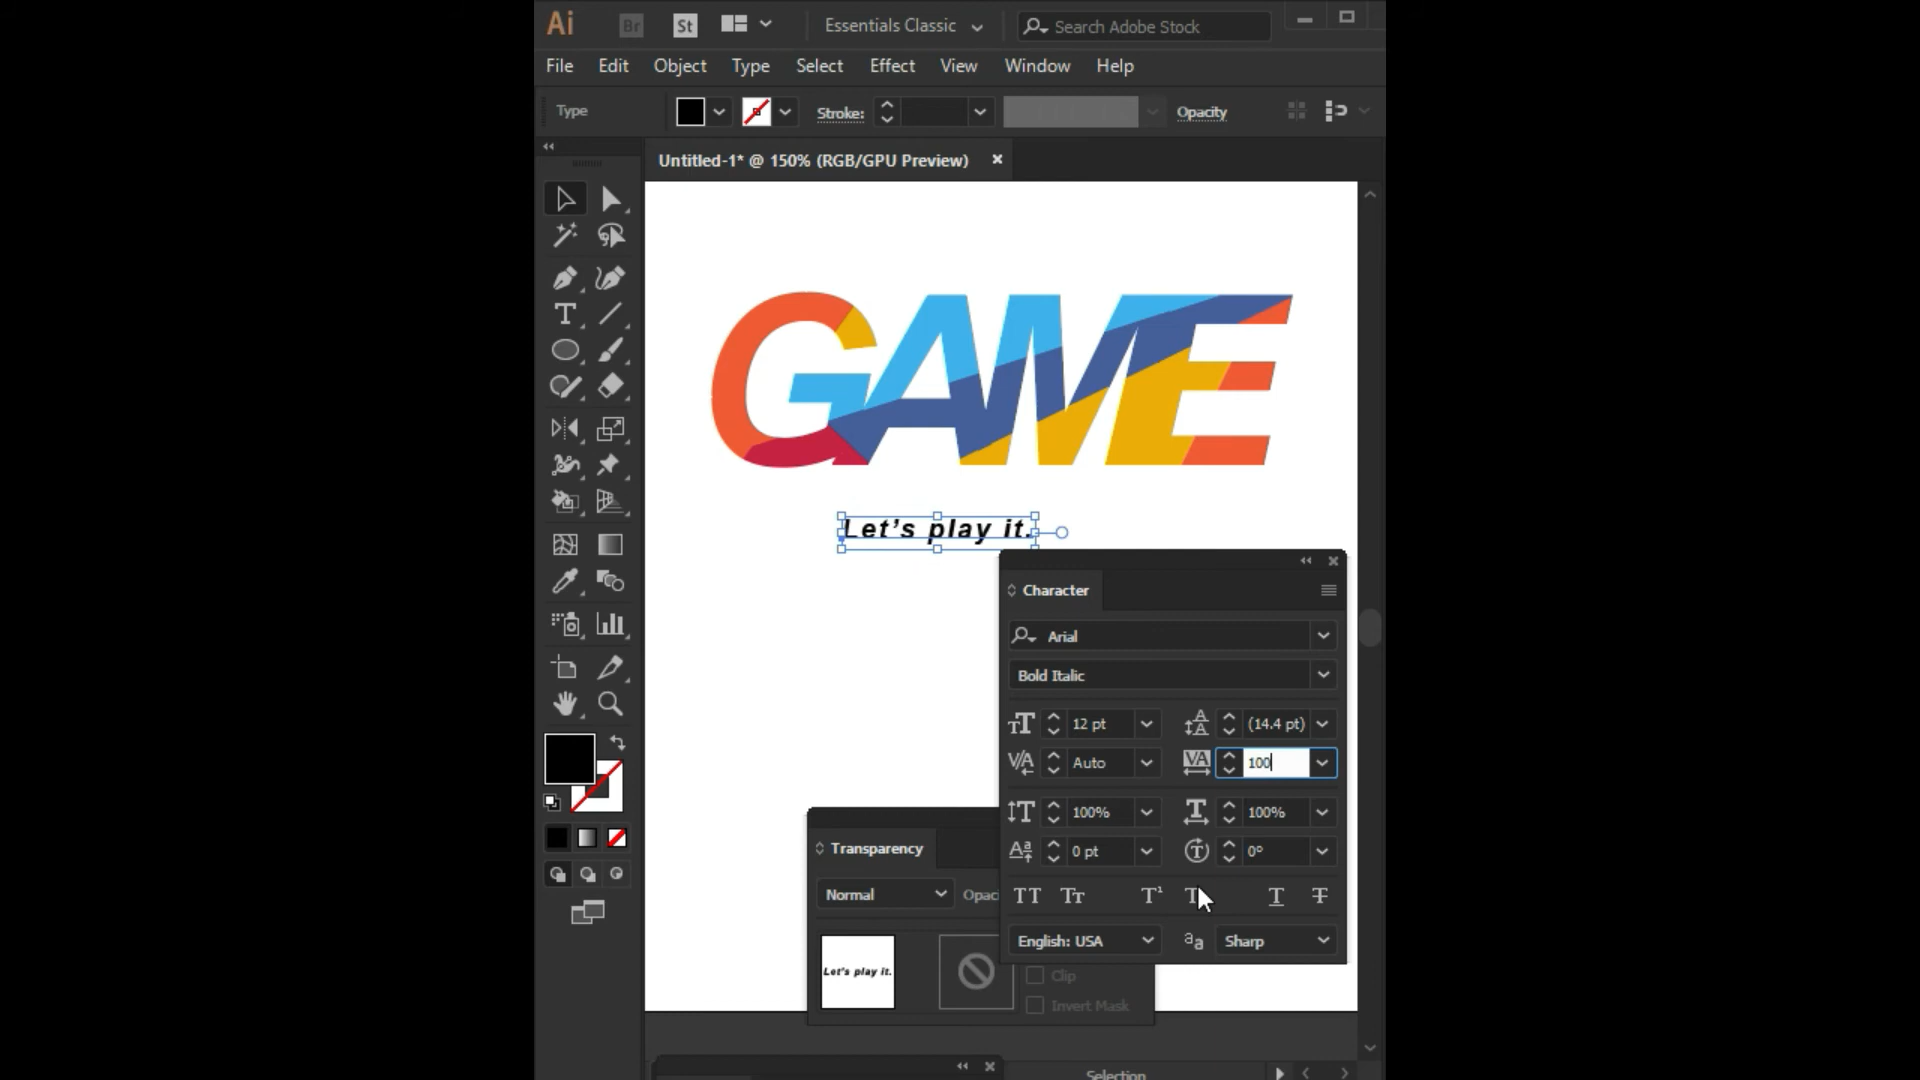 Ai Br St Essentials Classic Search Adobe Stock
File Edit Object Type Select Effect View Window Help
Type Stroke: Opacity
Untitled-1* @ 150% (RGB/GPU Preview)
GAME
Let's play it.
Character
Arial
Bold Italic
12 pt (14.4 pt)
Auto 100
100% 100%
0 pt 0°
English: USA Sharp
Transparency
Normal Opac
Let's play it.
Clip
Invert Mask
Selection